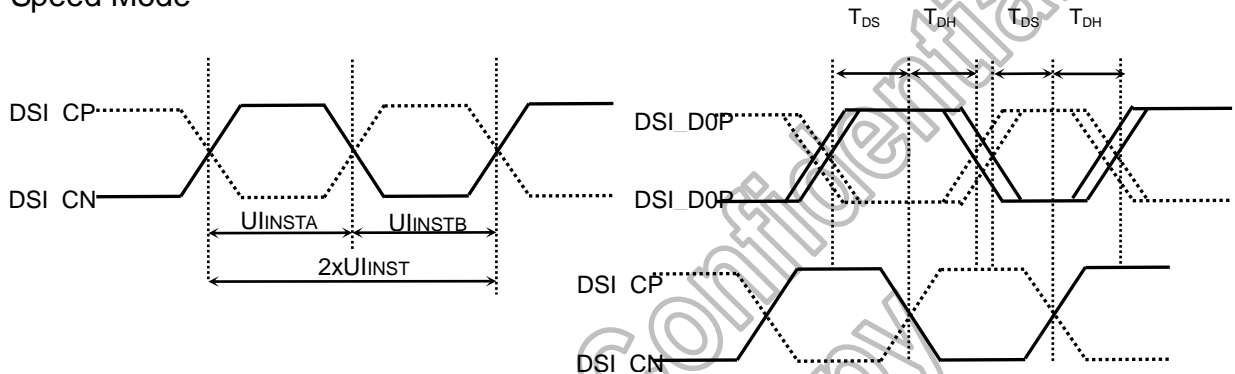 Speed Mode
DSI CP
DSI CN
UIINSTA
UIINSTB
2xUIINST
TDS
TDH
TDS
TDH
DSI_D0P
DSI_D0P
DSI CP
DSI CN
Confidential